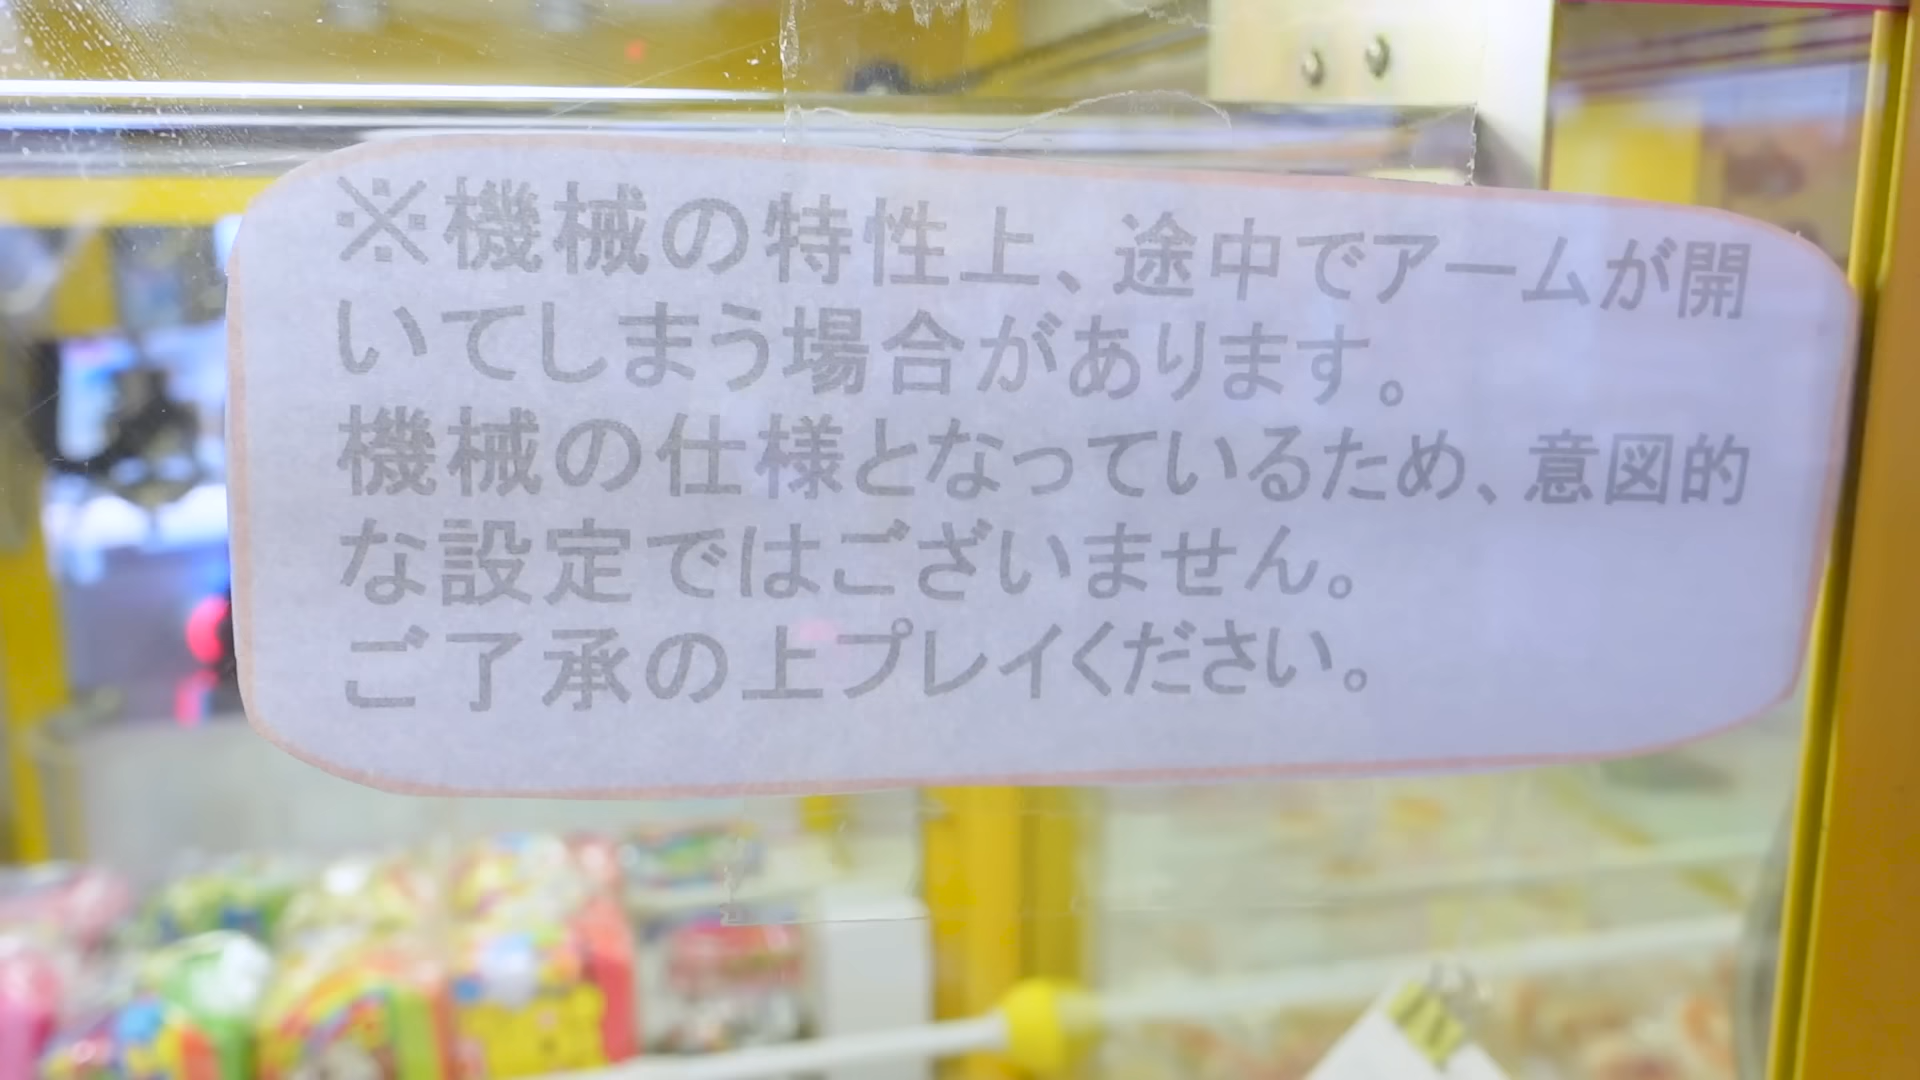 ※機械の特性上、途中でアームが開
いてしまう場合があります。
機械の仕様となっているため、意図的
な設定ではございません。
ご了承の上プレイください。